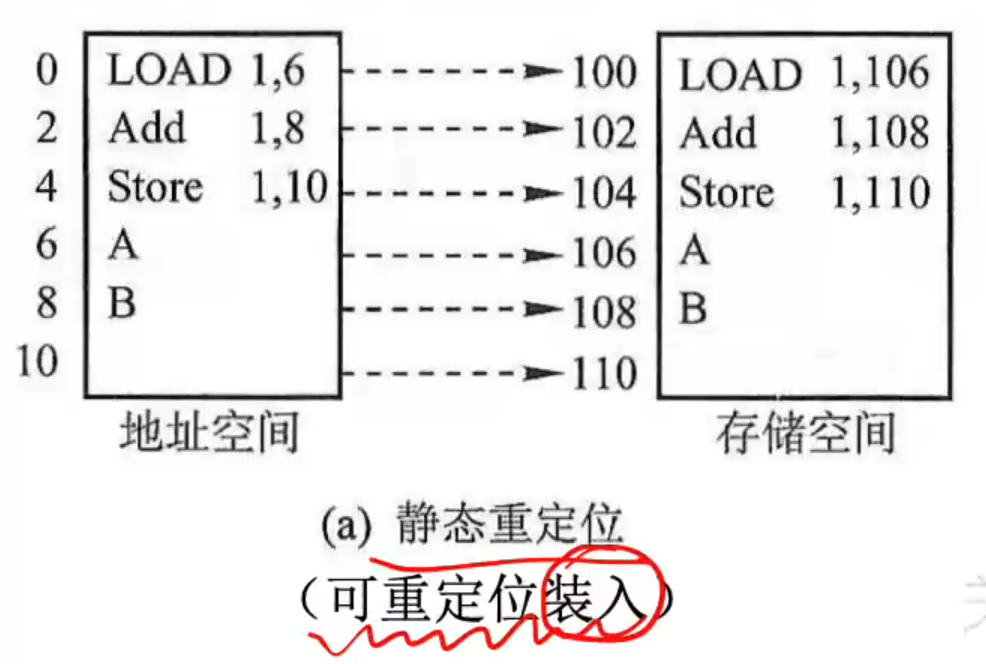 0 LOAD 1,6 100 LOAD 1,106
2 Add 1,8 102 Add 1,108
4 Store 1,10 104 Store 1,110
6 A 106 A
8 B 108 B
10 110
地址空间 存储空间
(a) 静态重定位
（可重定位装入）